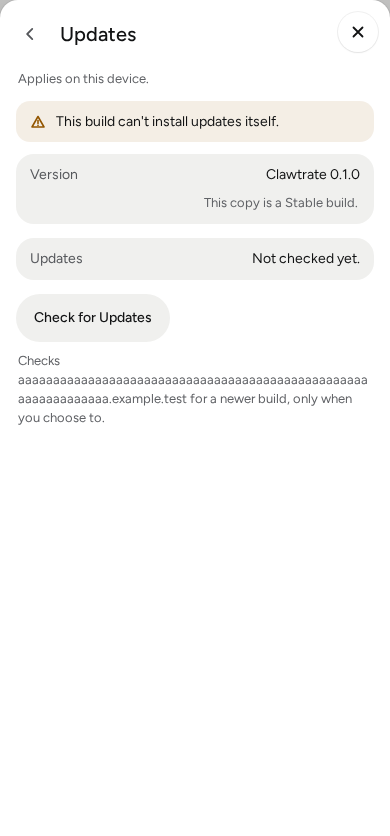 Updates
Applies on this device.
This build can't install updates itself.
Version
Clawtrate 0.1.0
This copy is a Stable build.
Updates
Not checked yet.
Check for Updates
Checks
aaaaaaaaaaaaaaaaaaaaaaaaaaaaaaaaaaaaaaaaaaaaaaaaaa
aaaaaaaaaaaaa.example.test for a newer build, only when
you choose to.